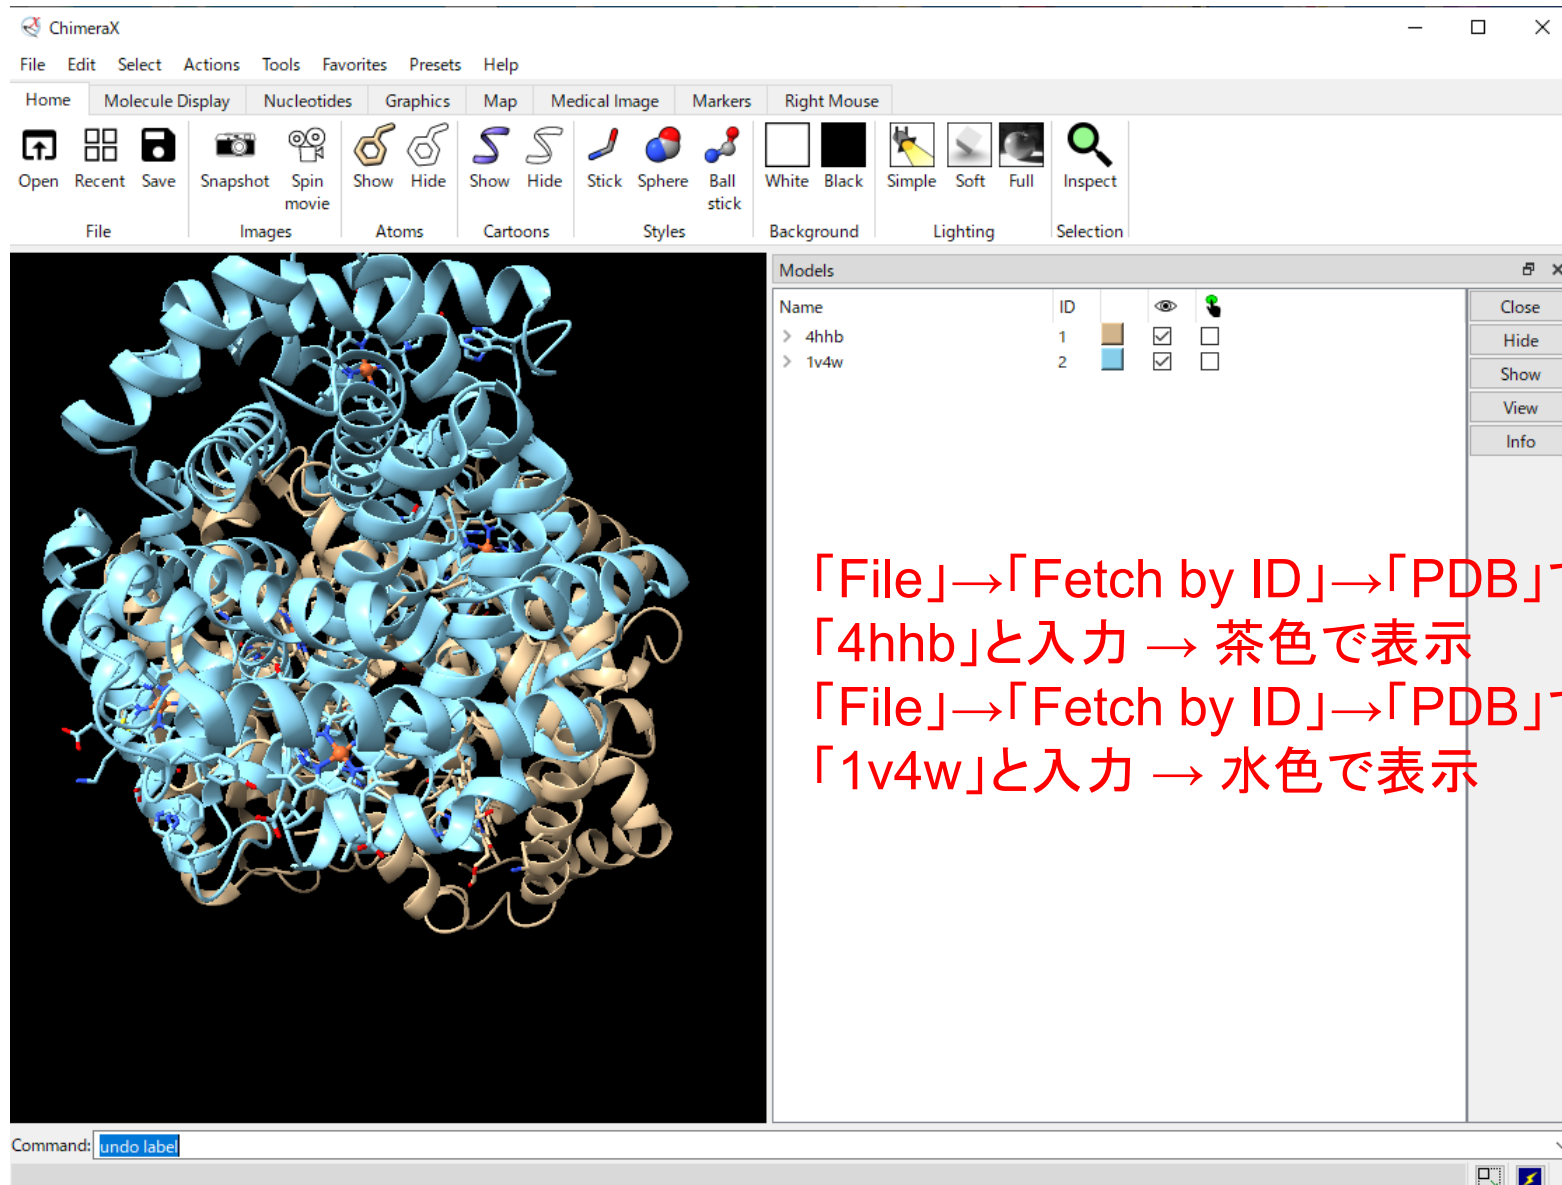 ChimeraX
File Edit Select Actions Tools Favorites Presets Help
Home Molecule Display Nucleotides Graphics Map Medical Image Markers Right Mouse
Open Recent Save Snapshot Spin movie Show Hide Show Hide Stick Sphere Ball stick White Black Simple Soft Full Inspect
File Images Atoms Cartoons Styles Background Lighting Selection
Models
Name ID
4hhb 1
1v4w 2
Close
Hide
Show
View
Info
「File」→「Fetch by ID」→「PDB」で
「4hhb」と入力 → 茶色で表示
「File」→「Fetch by ID」→「PDB」で
「1v4w」と入力 → 水色で表示
Command: undo label